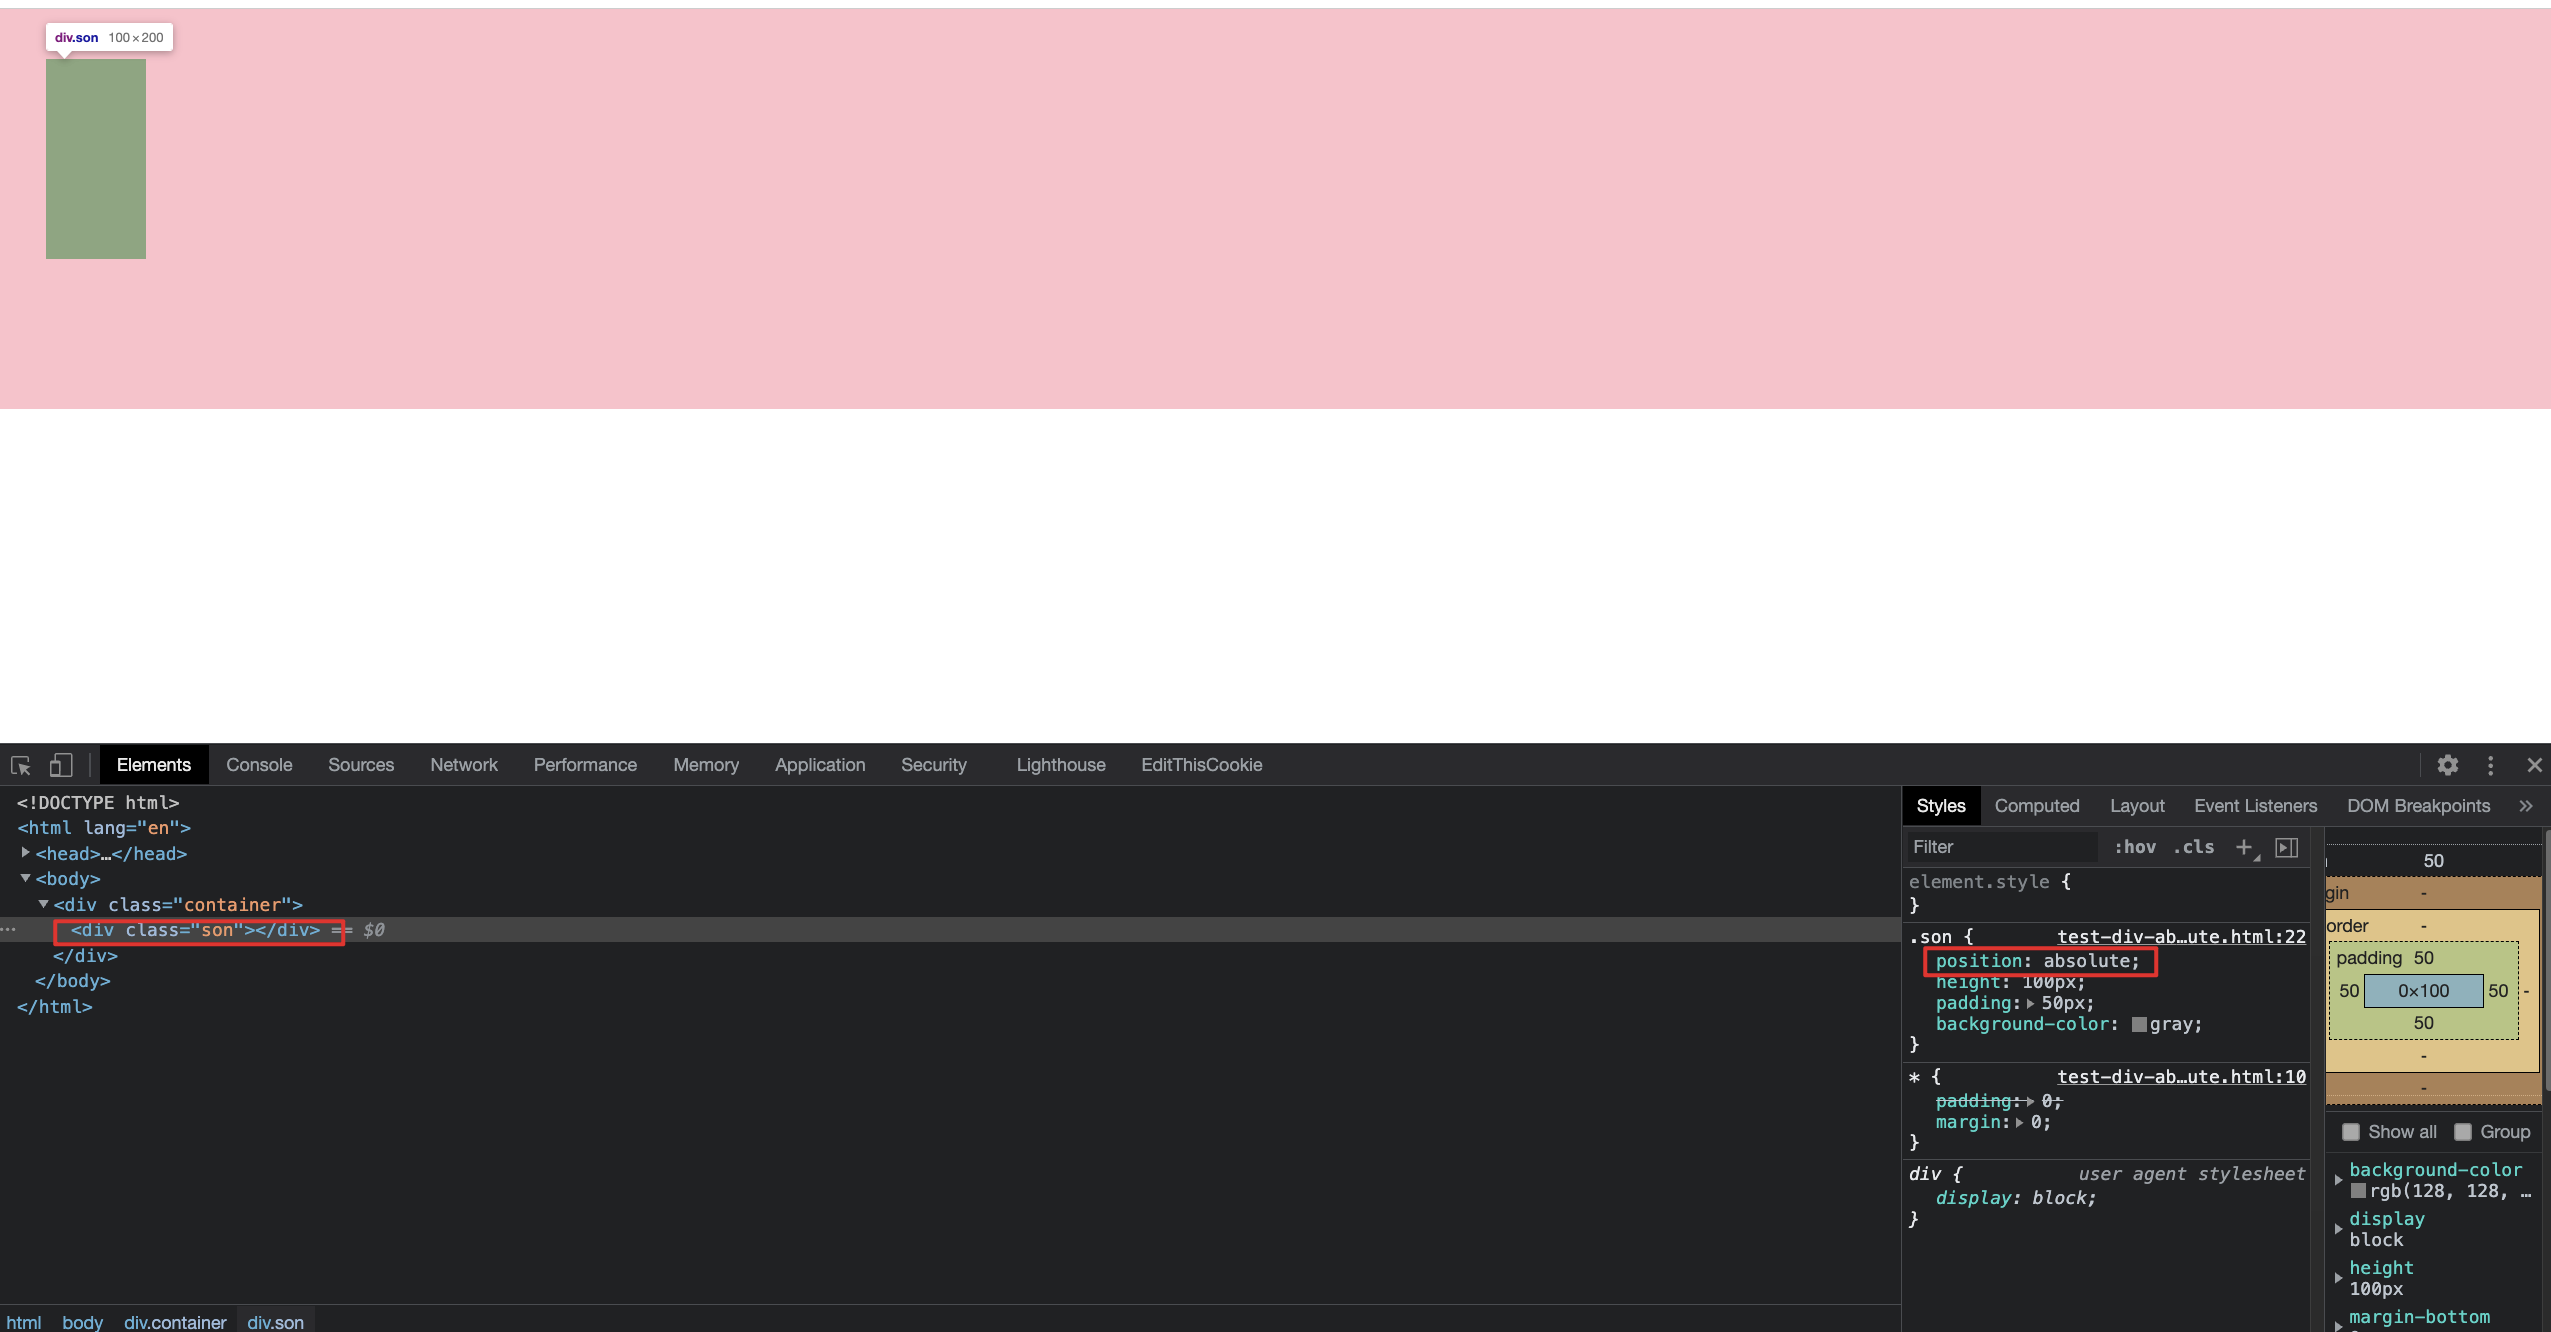 div.son 100×200
Elements Console Sources Network Performance Memory Application Security Lighthouse EditThisCookie
<!DOCTYPE html>
<html lang="en">
<head>…</head>
<body>
<div class="container">
<div class="son"></div> == $0
</div>
</body>
</html>
html body div.container div.son
Styles Computed Layout Event Listeners DOM Breakpoints »
Filter :hov .cls +
element.style {
}
.son { test-div-ab…ute.html:22
position: absolute;
height: 100px;
padding: 50px;
background-color: gray;
}
* { test-div-ab…ute.html:10
padding: 0;
margin: 0;
}
div { user agent stylesheet
display: block;
}
50
gin -
order -
padding 50
50 0×100 50 -
50
-
-
Show all Group
background-color
rgb(128, 128, …
display
block
height
100px
margin-bottom